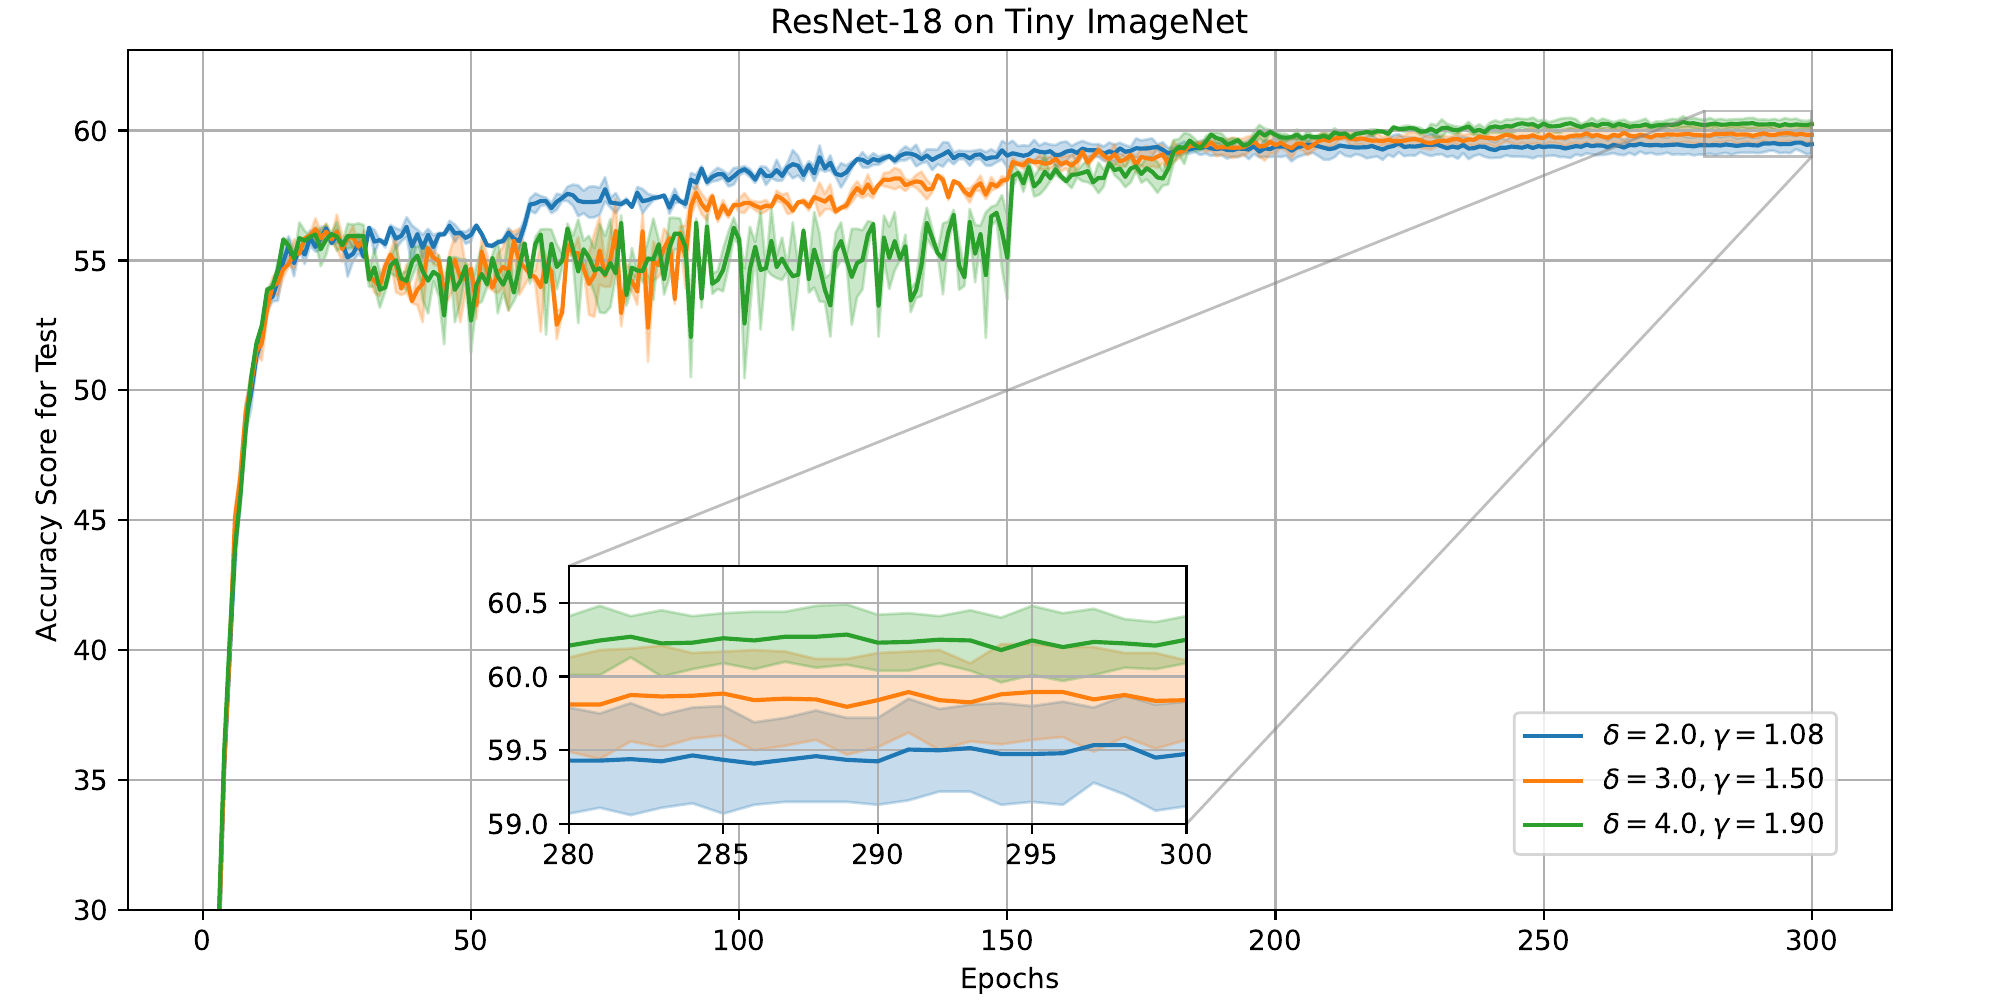 ResNet-18 on Tiny ImageNet
Accuracy Score for Test
60
55
50
45
40
35
30
60.5
60.0
59.5
59.0
280 285 290 295 300
δ = 2.0, γ = 1.08
δ = 3.0, γ = 1.50
δ = 4.0, γ = 1.90
0 50 100 150 200 250 300
Epochs